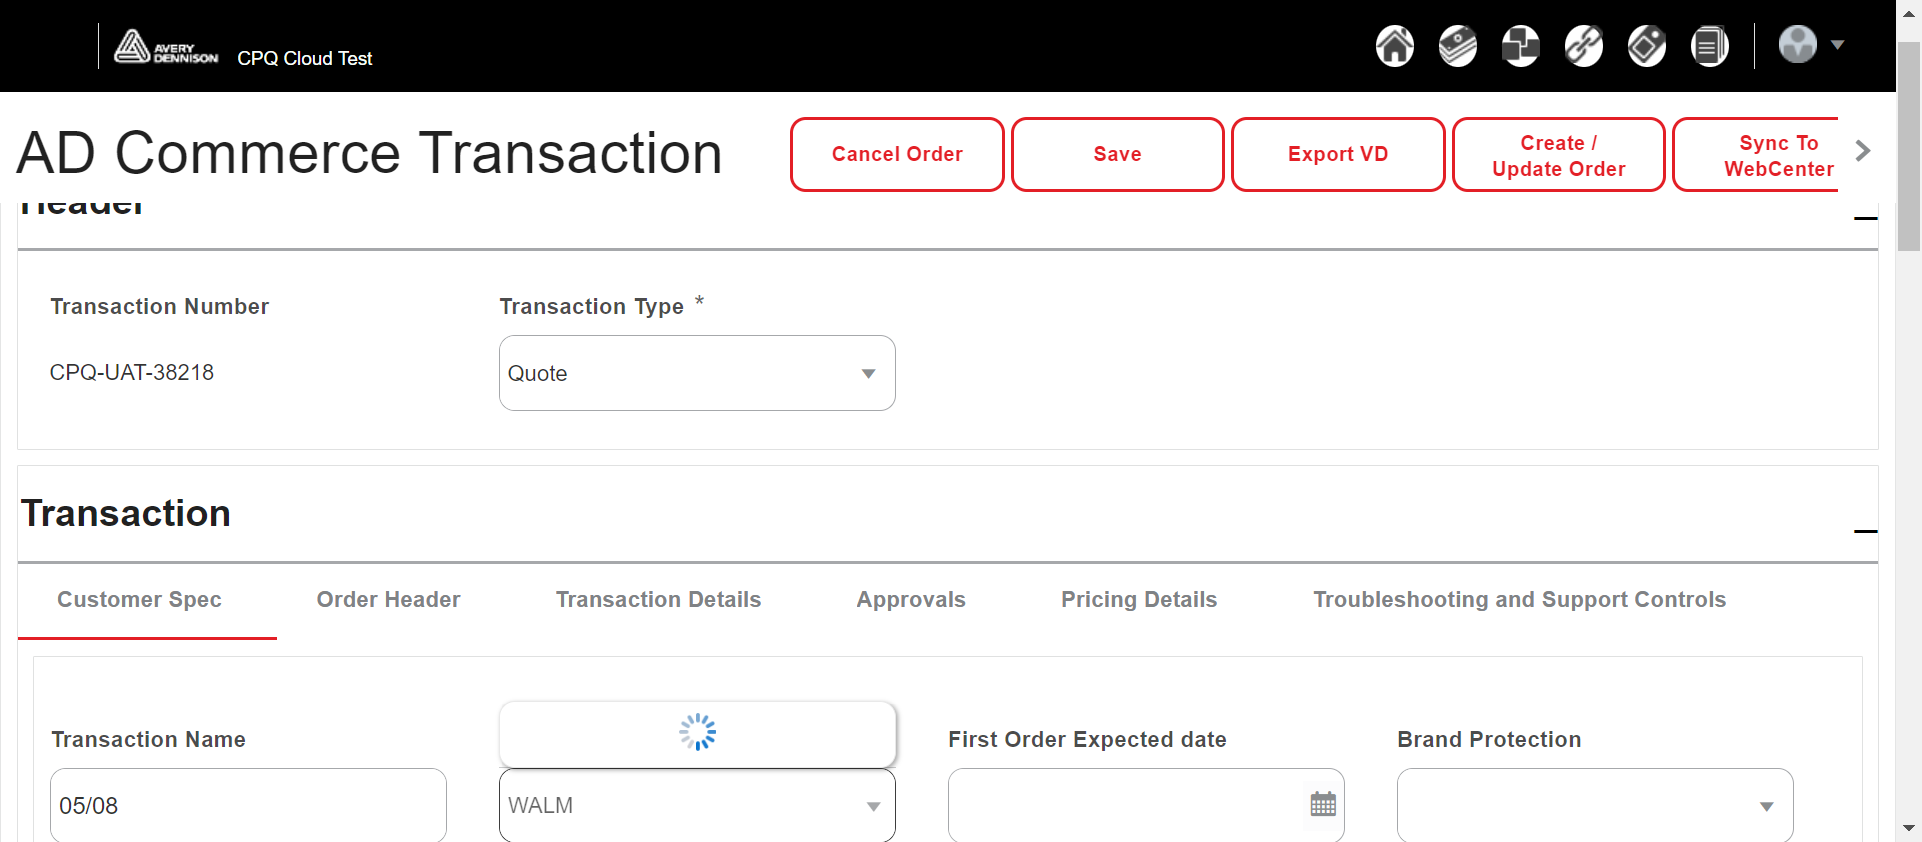 AVERY
DENNISON
CPQ Cloud Test
AD Commerce Transaction
Cancel Order
Save
Export VD
Create /
Update Order
Sync To
WebCenter
Header
Transaction Number
Transaction Type *
CPQ-UAT-38218
Quote
Transaction
Customer Spec
Order Header
Transaction Details
Approvals
Pricing Details
Troubleshooting and Support Controls
Transaction Name
First Order Expected date
Brand Protection
05/08
WALM